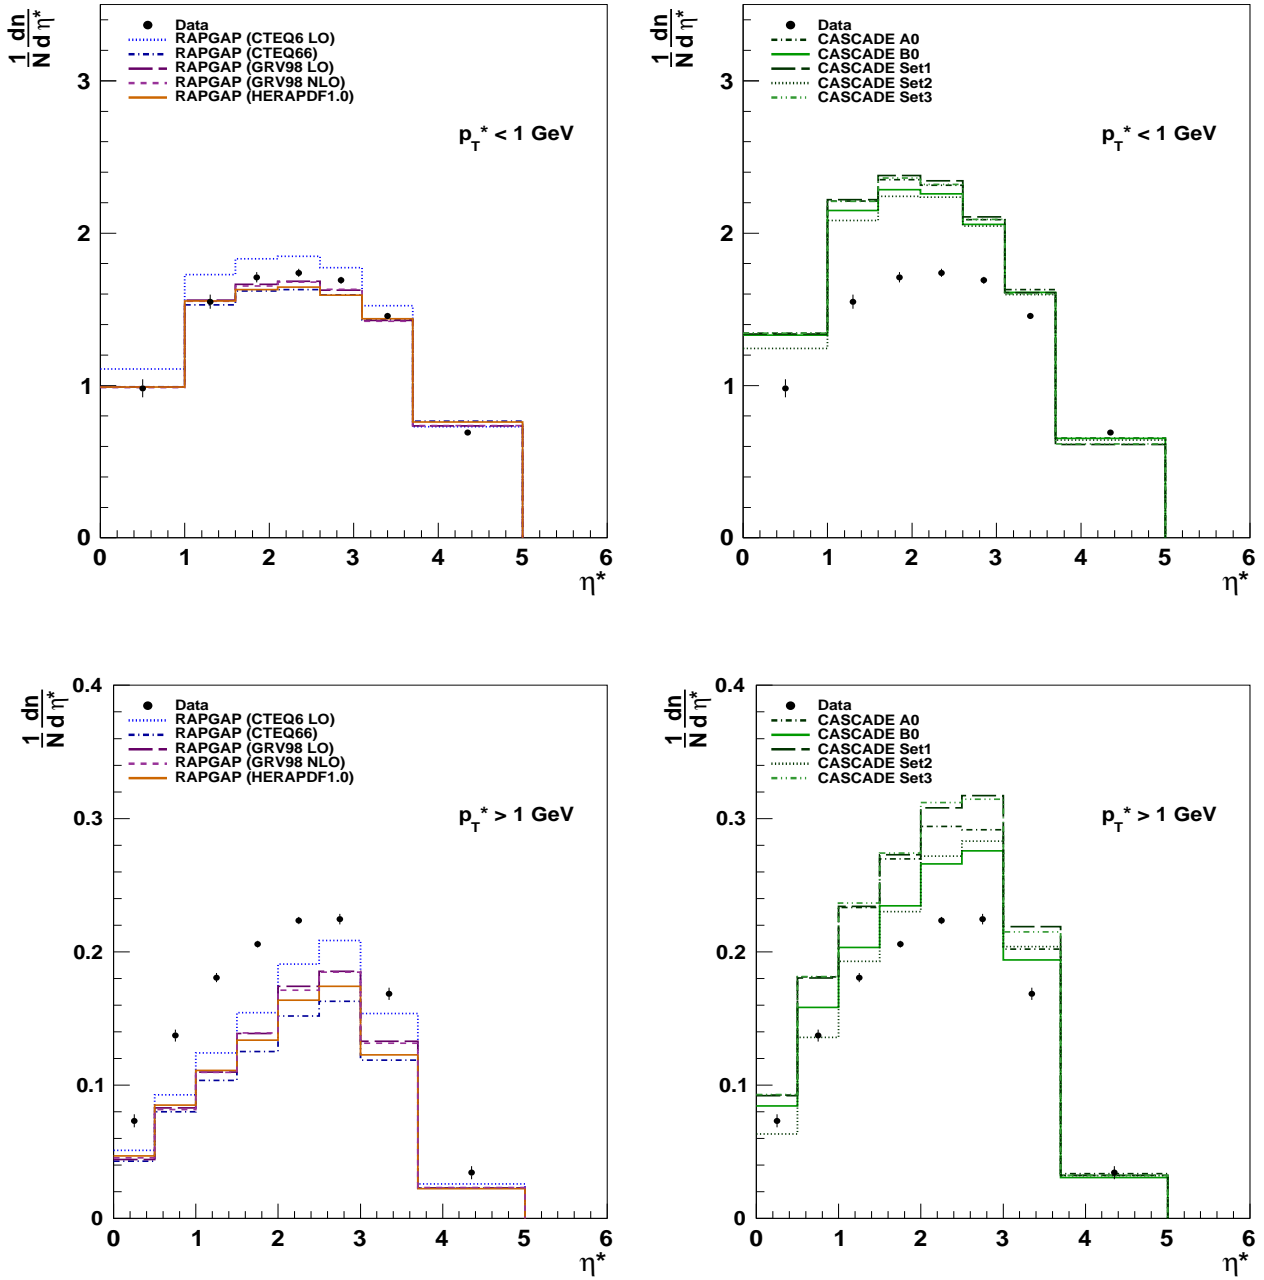 1 dn
N d η*
Data
RAPGAP (CTEQ6 LO)
RAPGAP (CTEQ66)
RAPGAP (GRV98 LO)
RAPGAP (GRV98 NLO)
RAPGAP (HERAPDF1.0)
p_T* < 1 GeV
3
2
1
0
0 1 2 3 4 5 6
η*
1 dn
N d η*
Data
CASCADE A0
CASCADE B0
CASCADE Set1
CASCADE Set2
CASCADE Set3
p_T* < 1 GeV
3
2
1
0
0 1 2 3 4 5 6
η*
1 dn
N d η*
Data
RAPGAP (CTEQ6 LO)
RAPGAP (CTEQ66)
RAPGAP (GRV98 LO)
RAPGAP (GRV98 NLO)
RAPGAP (HERAPDF1.0)
p_T* > 1 GeV
0.4
0.3
0.2
0.1
0
0 1 2 3 4 5 6
η*
1 dn
N d η*
Data
CASCADE A0
CASCADE B0
CASCADE Set1
CASCADE Set2
CASCADE Set3
p_T* > 1 GeV
0.4
0.3
0.2
0.1
0
0 1 2 3 4 5 6
η*